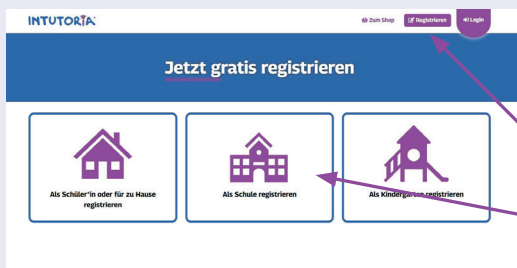 INTUTORIA
Zum Shop
Registrieren
Login
Jetzt gratis registrieren
Als Schüler*in oder für zu Hause
registrieren
Als Schule registrieren
Als Kindergarten registrieren